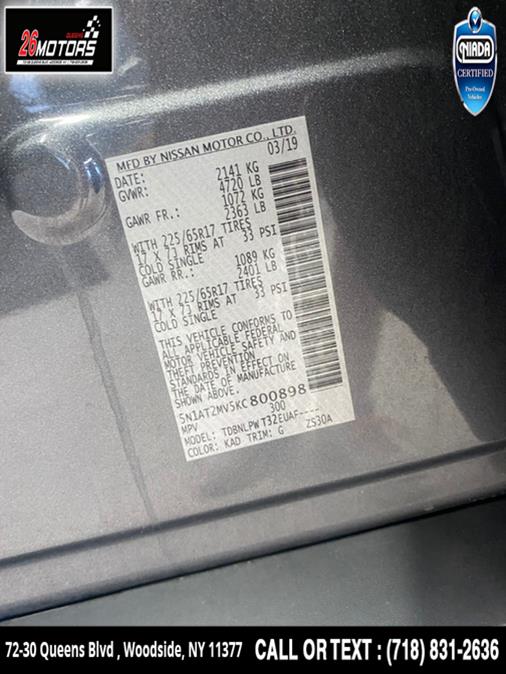 QUEENS
26MOTORS
NIADA
CERTIFIED
Pre-Owned
Vehicles
MFD BY NISSAN MOTOR CO., LTD.
DATE: 03/19
GVWR: 2141 KG
4720 LB
GAWR FR.: 1072 KG
2363 LB
WITH 225/65R17 TIRES
17 X 7J RIMS AT 33 PSI
COLD SINGLE
GAWR RR.: 1089 KG
2401 LB
WITH 225/65R17 TIRES
17 X 7J RIMS AT 33 PSI
COLD SINGLE
THIS VEHICLE CONFORMS TO
ALL APPLICABLE FEDERAL
MOTOR VEHICLE SAFETY AND
THEFT PREVENTION
STANDARDS IN EFFECT ON
THE DATE OF MANUFACTURE
5N1AT2MV5KC800898
MPV 300
MODEL: TDBNLPW T32EUAF----
COLOR: KAD TRIM: G ZS30A
72-30 Queens Blvd , Woodside, NY 11377 CALL OR TEXT : (718) 831-2636